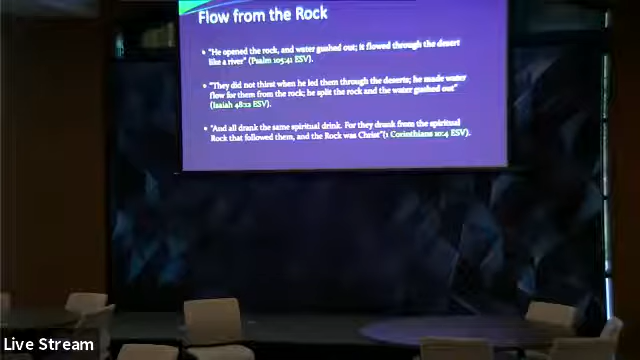 Flow from the Rock
"He opened the rock, and water gushed out; it flowed through the desert
like a river" (Psalm 105:41 ESV).
"They did not thirst when he led them through the deserts; he made water
flow for them from the rock; he split the rock and the water gushed out"
(Isaiah 48:21 ESV).
"And all drank the same spiritual drink. For they drank from the spiritual
Rock that followed them, and the Rock was Christ"(1 Corinthians 10:4 ESV).
Live Stream